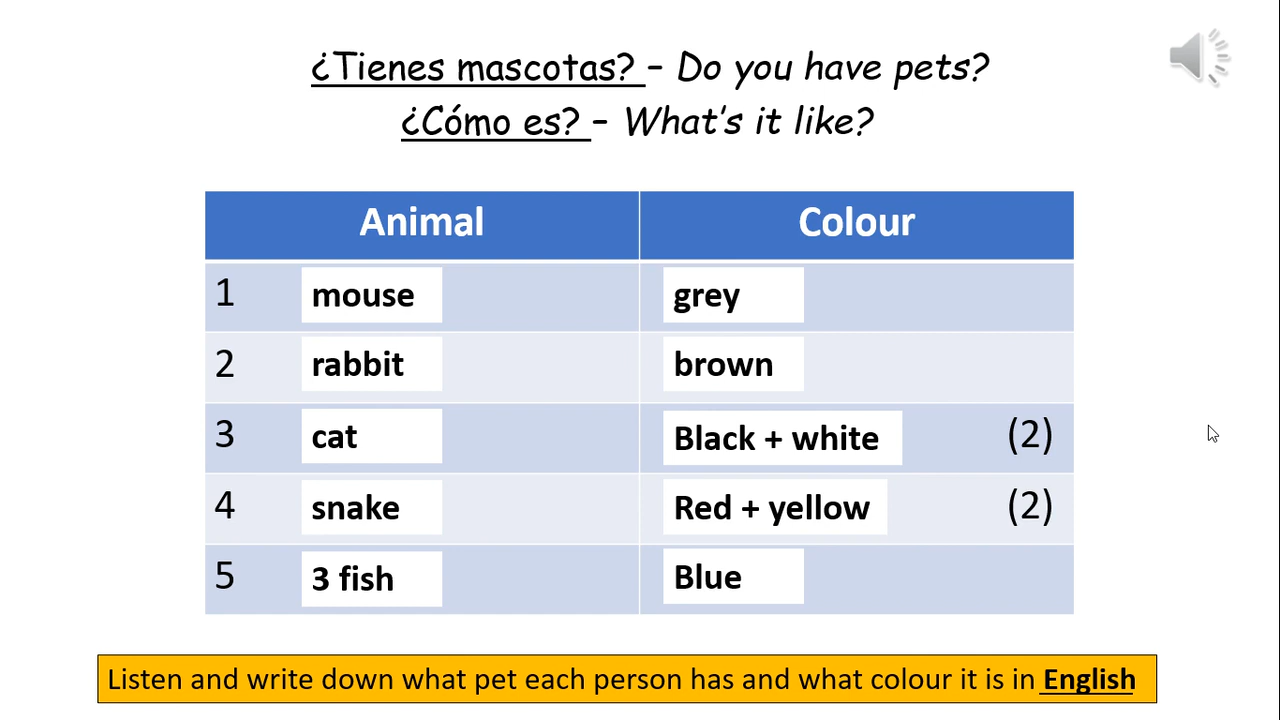 ¿Tienes mascotas? – Do you have pets?
¿Cómo es? – What's it like?
Animal Colour
1 mouse grey
2 rabbit brown
3 cat Black + white (2)
4 snake Red + yellow (2)
5 3 fish Blue
Listen and write down what pet each person has and what colour it is in English